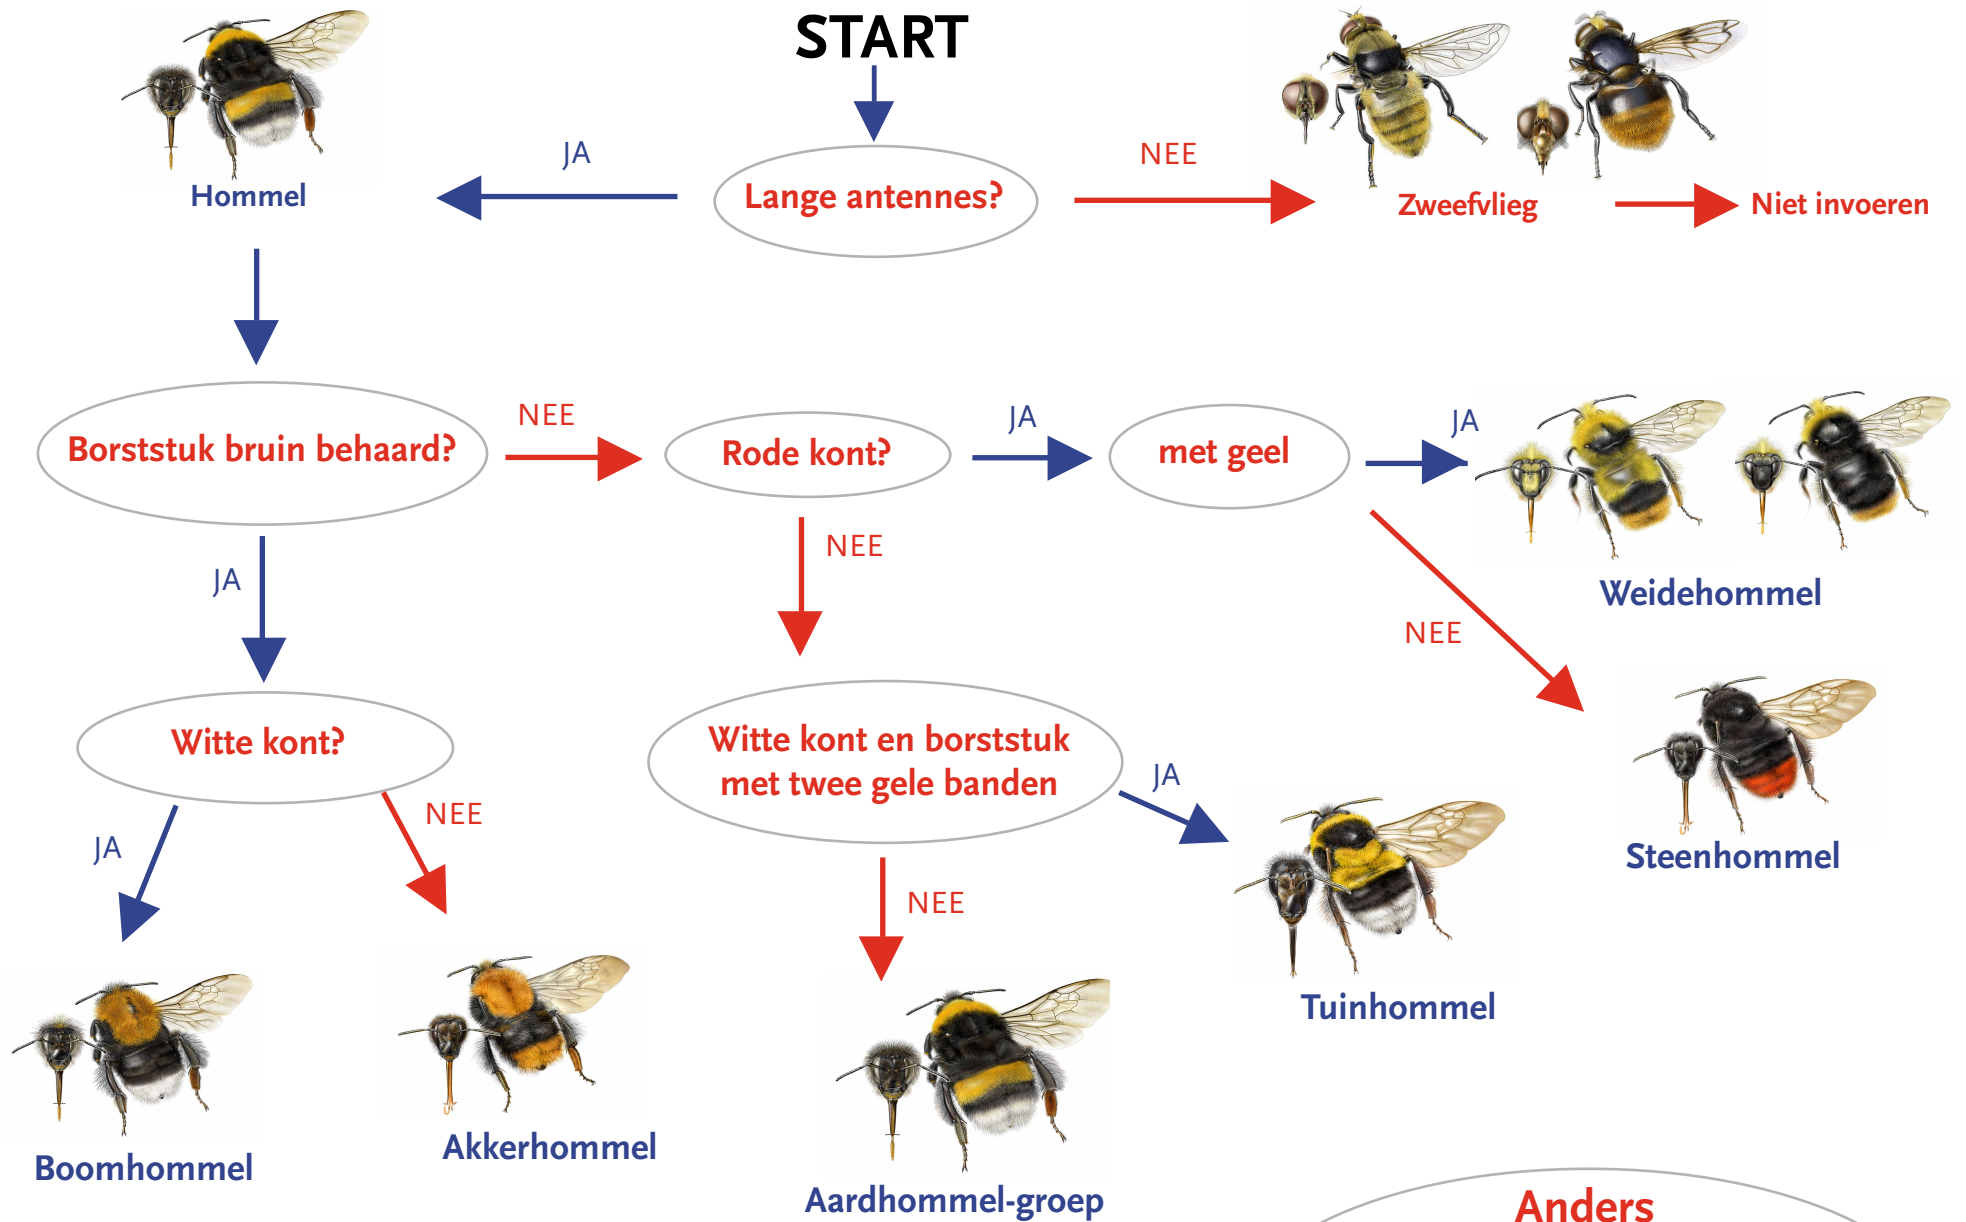 START
JA
NEE
Hommel
Lange antennes?
Zweefvlieg
Niet invoeren
Borststuk bruin behaard?
NEE
Rode kont?
JA
met geel
JA
Weidehommel
JA
NEE
NEE
Witte kont?
Witte kont en borststuk
met twee gele banden
JA
Steenhommel
JA
NEE
NEE
Tuinhommel
Boomhommel
Akkerhommel
Aardhommel-groep
Anders